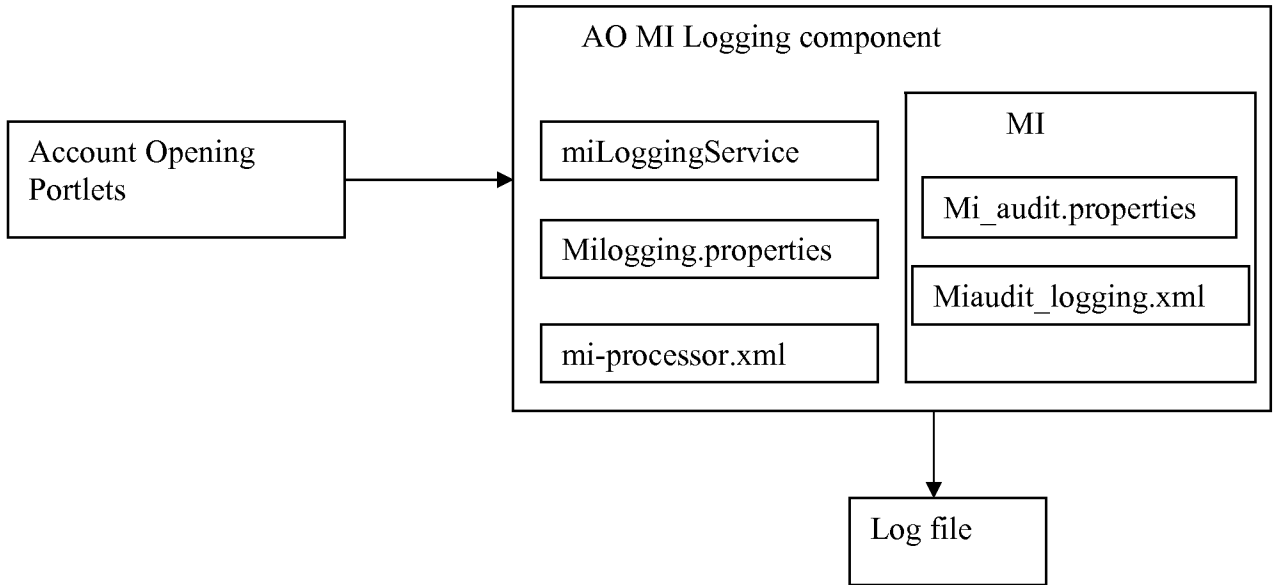 AO MI Logging component
Account Opening
Portlets
miLoggingService
Milogging.properties
mi-processor.xml
MI
Mi_audit.properties
Miaudit_logging.xml
Log file